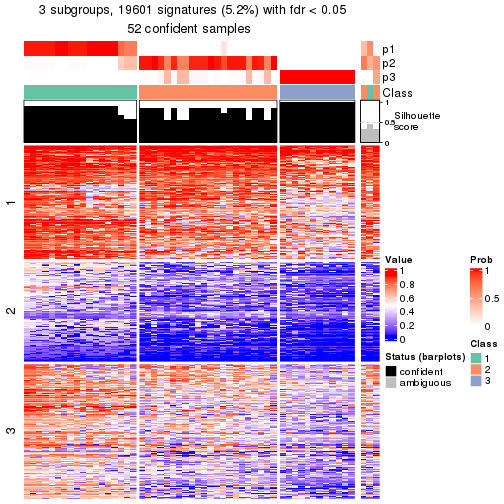 3 subgroups, 19601 signatures (5.2%) with fdr < 0.05
52 confident samples
p1
p2
p3
Class
1
0.5
0
Silhouette
score
1
2
3
Value
1
0.8
0.6
0.4
0.2
0
Status (barplots)
confident
ambiguous
Prob
1
0.5
0
Class
1
2
3